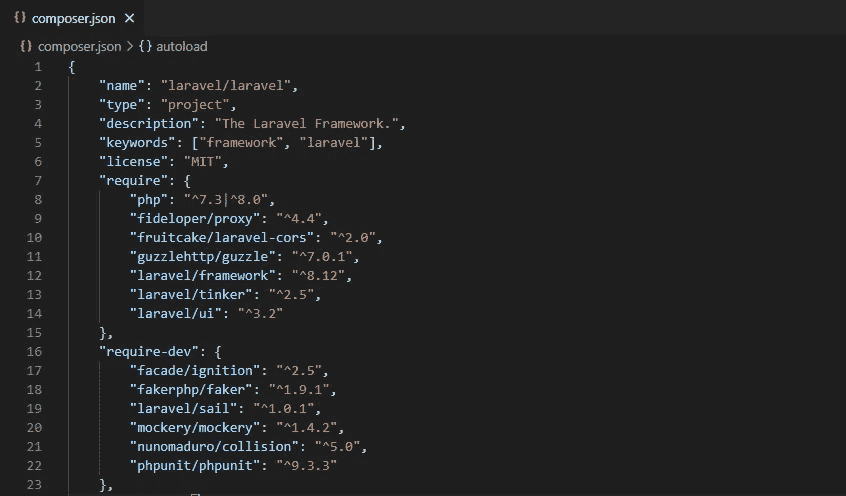 {} composer.json ×
{} composer.json > {} autoload
1 {
2 "name": "laravel/laravel",
3 "type": "project",
4 "description": "The Laravel Framework.",
5 "keywords": ["framework", "laravel"],
6 "license": "MIT",
7 "require": {
8 "php": "^7.3|^8.0",
9 "fideloper/proxy": "^4.4",
10 "fruitcake/laravel-cors": "^2.0",
11 "guzzlehttp/guzzle": "^7.0.1",
12 "laravel/framework": "^8.12",
13 "laravel/tinker": "^2.5",
14 "laravel/ui": "^3.2"
15 },
16 "require-dev": {
17 "facade/ignition": "^2.5",
18 "fakerphp/faker": "^1.9.1",
19 "laravel/sail": "^1.0.1",
20 "mockery/mockery": "^1.4.2",
21 "nunomaduro/collision": "^5.0",
22 "phpunit/phpunit": "^9.3.3"
23 },